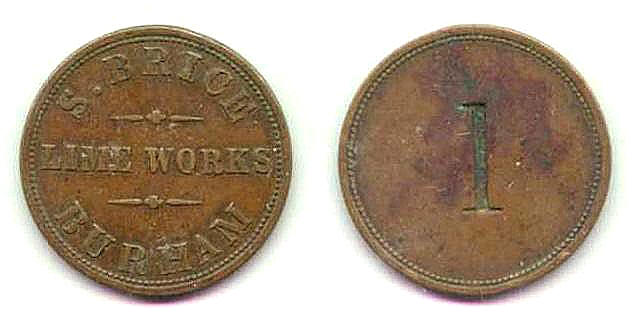 S. BRICE
LIME WORKS
BURHAM
1